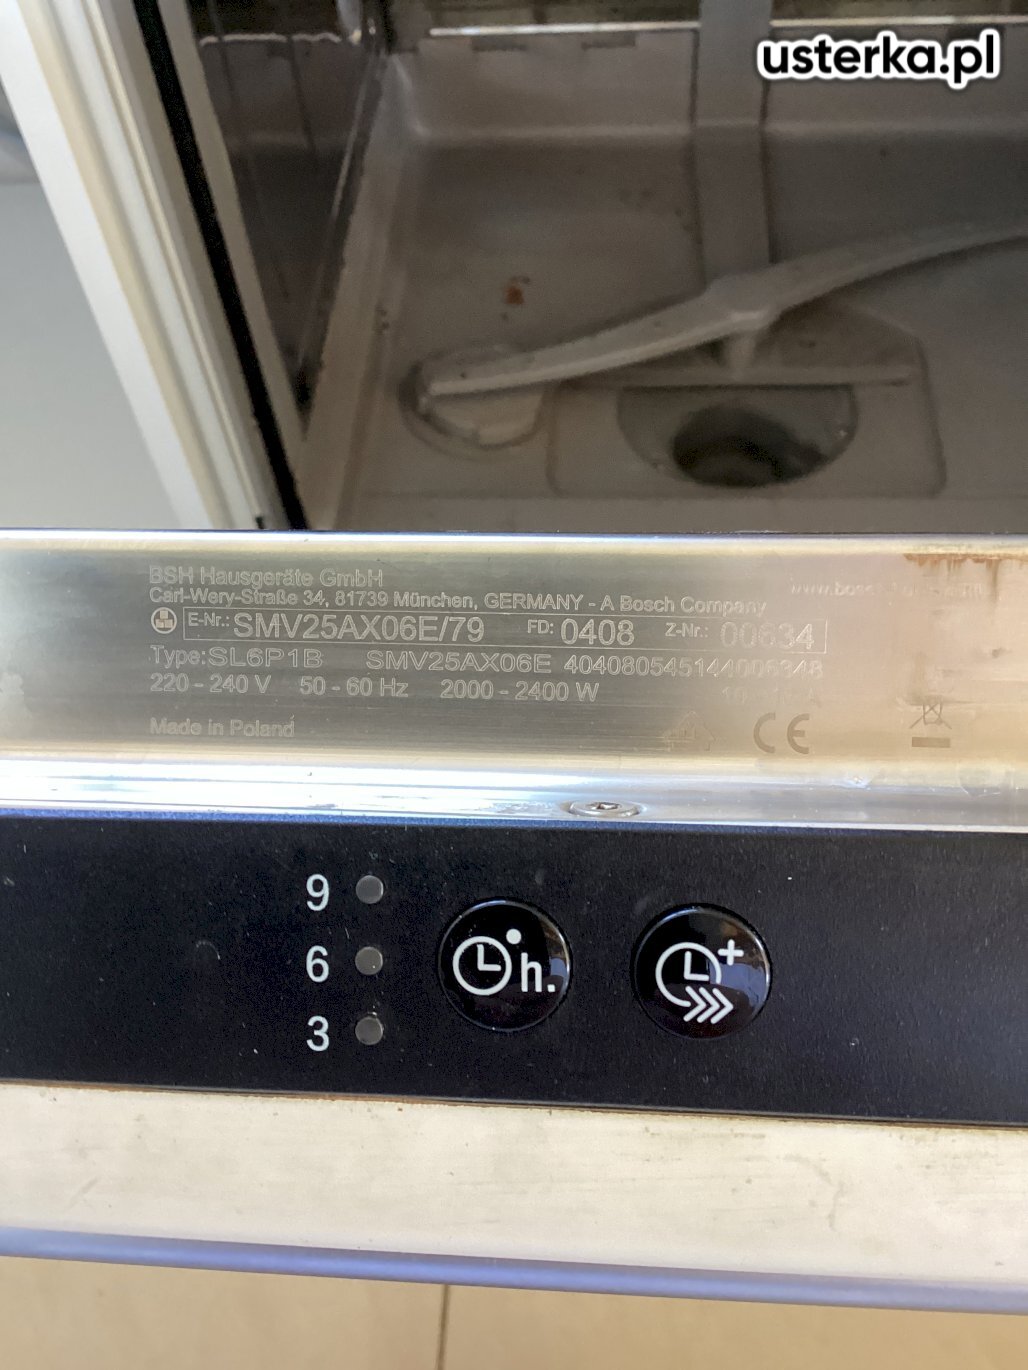 usterka.pl
BSH Hausgeräte GmbH
Carl-Wery-Straße 34, 81739 München, GERMANY - A Bosch Company
E-Nr.: SMV25AX06E/79 FD: 0408 Z-Nr.: 00634
Type:SL6P1B SMV25AX06E 404080545144006348
220 - 240 V 50 - 60 Hz 2000 - 2400 W
Made in Poland
CE
9
6
3
h.
+